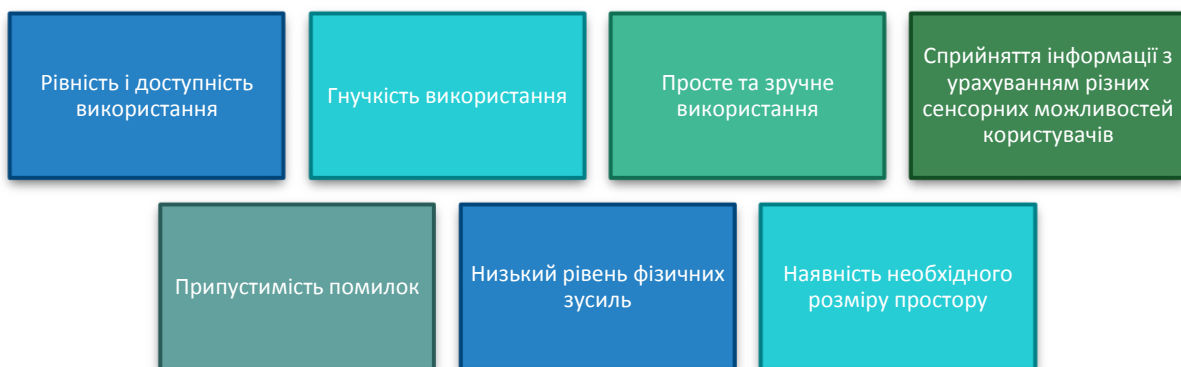 Рівність і доступність
використання
Гнучкість використання
Просте та зручне
використання
Сприйняття інформації з
урахуванням різних
сенсорних можливостей
користувачів
Припустимість помилок
Низький рівень фізичних
зусиль
Наявність необхідного
розміру простору